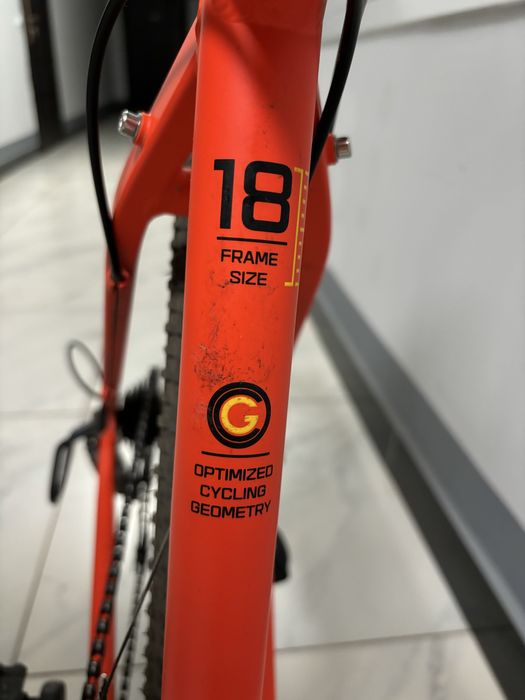 18
FRAME
SIZE
G
OPTIMIZED
CYCLING
GEOMETRY